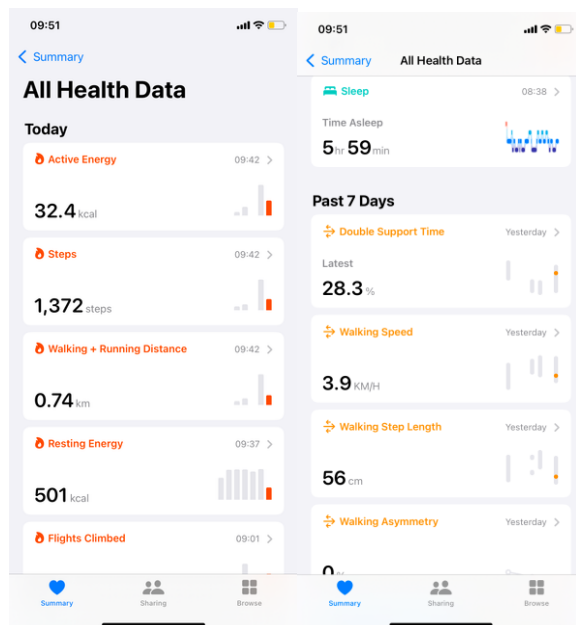 09:51
Summary
All Health Data
Today
Active Energy 09:42
32.4 kcal
Steps 09:42
1,372 steps
Walking + Running Distance 09:42
0.74 km
Resting Energy 09:37
501 kcal
Flights Climbed 09:01
Summary Sharing Browse
09:51
Summary All Health Data
Sleep 08:38
Time Asleep
5 hr 59 min
Past 7 Days
Double Support Time Yesterday
Latest
28.3 %
Walking Speed Yesterday
3.9 KM/H
Walking Step Length Yesterday
56 cm
Walking Asymmetry Yesterday
0 %
Summary Sharing Browse